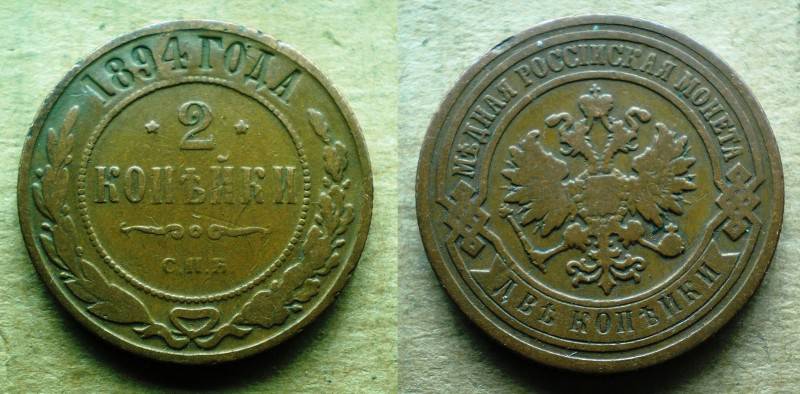 1894 ГОДА
2
КОПѢЙКИ
С.П.Б.
МѢДНАЯ РОССІЙСКАЯ МОНЕТА
ДВѢ КОПѢЙКИ